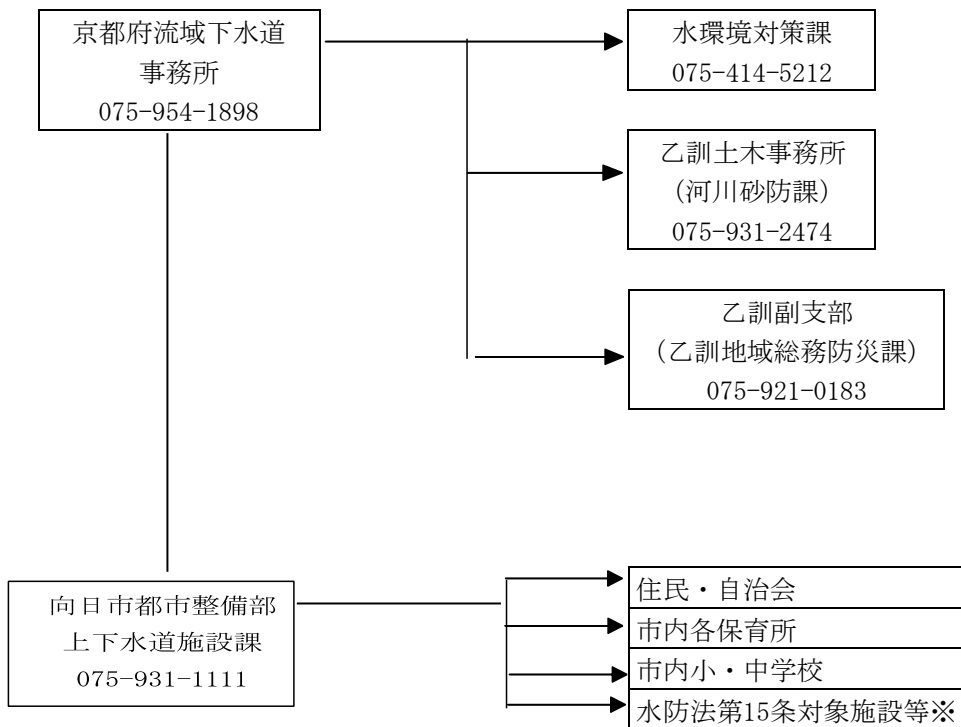 京都府流域下水道
事務所
075-954-1898
水環境対策課
075-414-5212
乙訓土木事務所
(河川砂防課)
075-931-2474
乙訓副支部
(乙訓地域総務防災課)
075-921-0183
向日市都市整備部
上下水道施設課
075-931-1111
住民・自治会
市内各保育所
市内小・中学校
水防法第15条対象施設等※